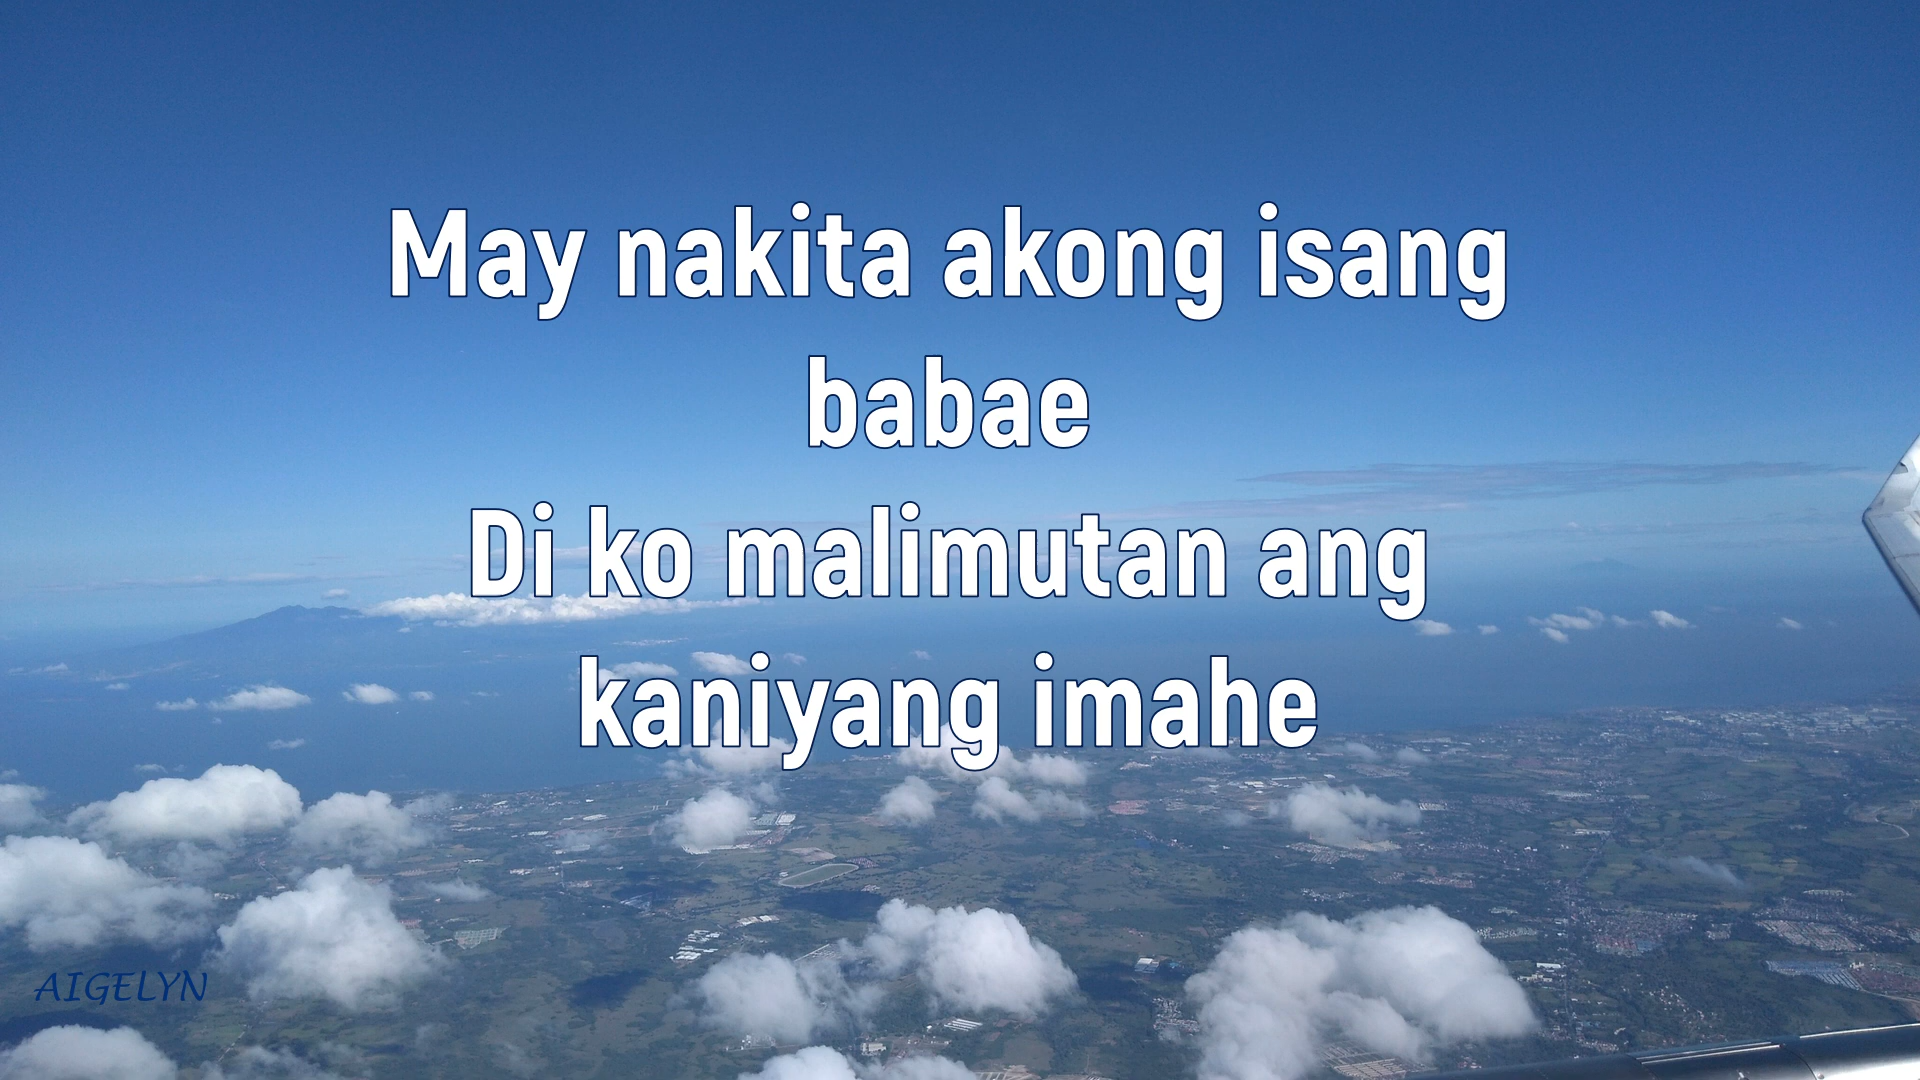 May nakita akong isang
babae
Di ko malimutan ang
kaniyang imahe
AIGELYN